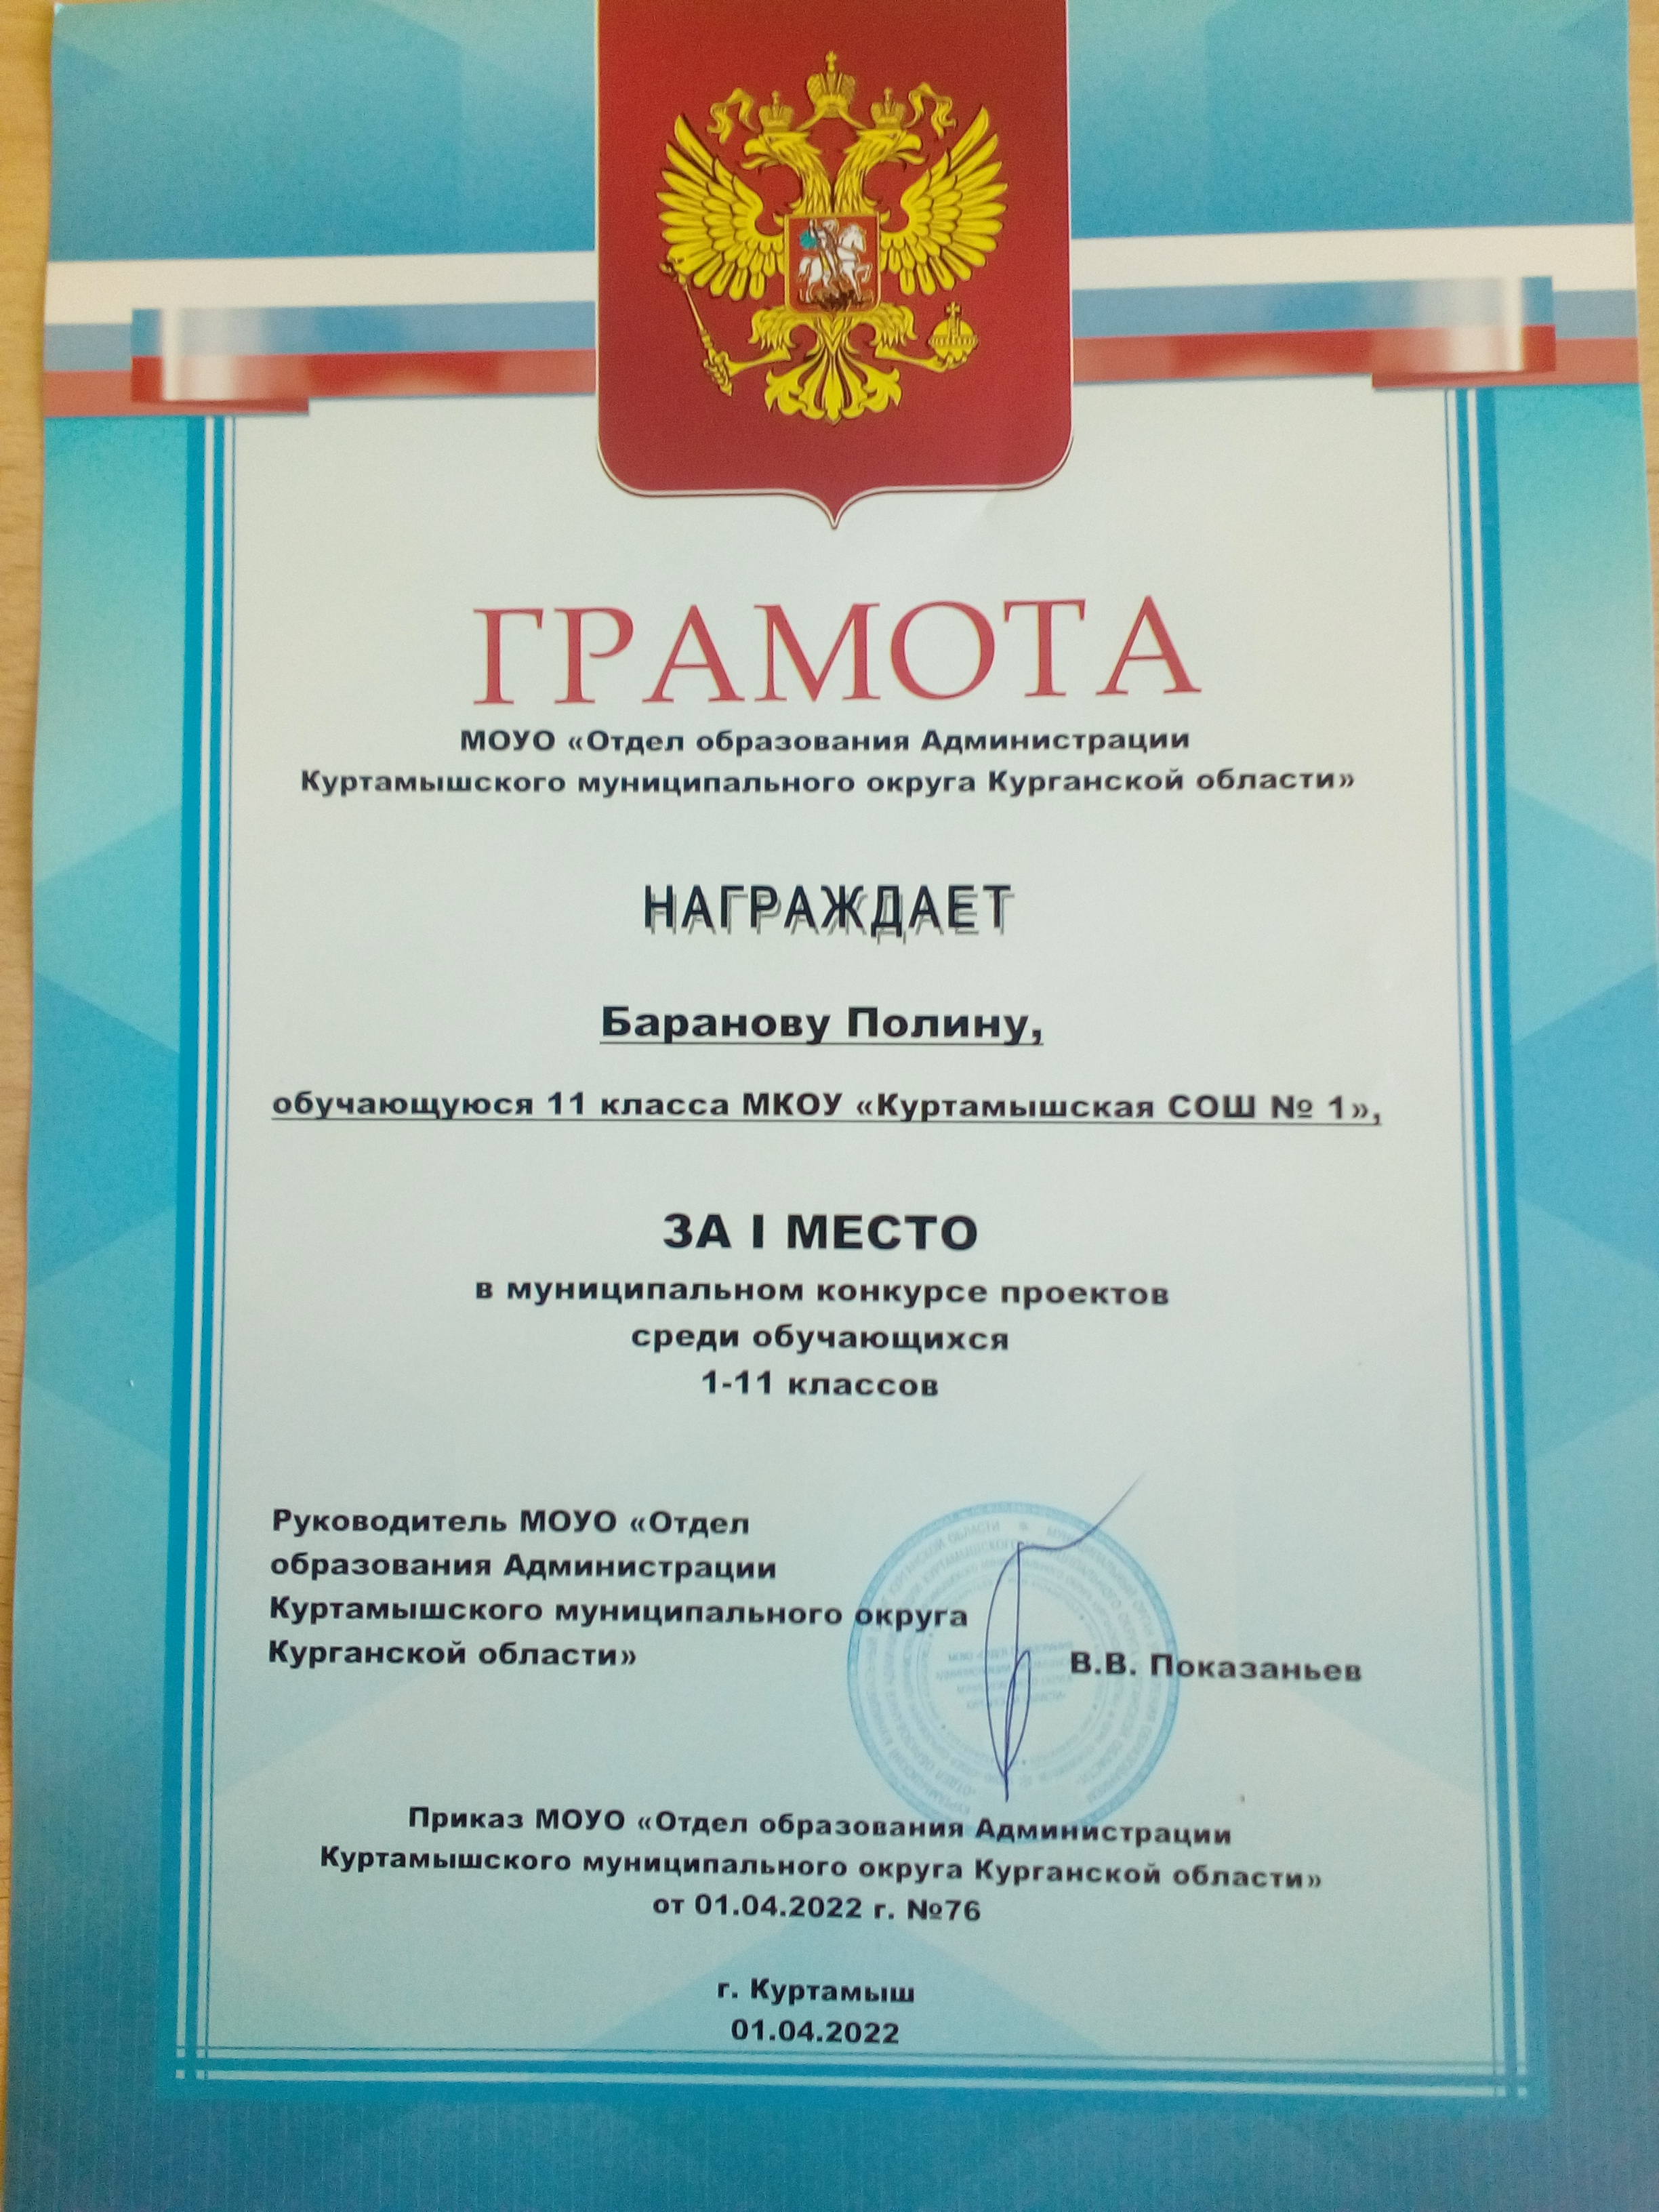 ГРАМОТА
МОУО «Отдел образования Администрации
Куртамышского муниципального округа Курганской области»
НАГРАЖДАЕТ
Баранову Полину,
обучающуюся 11 класса МКОУ «Куртамышская СОШ № 1»,
ЗА I МЕСТО
в муниципальном конкурсе проектов
среди обучающихся
1-11 классов
Руководитель МОУО «Отдел
образования Администрации
Куртамышского муниципального округа
Курганской области»
В.В. Показаньев
Приказ МОУО «Отдел образования Администрации
Куртамышского муниципального округа Курганской области»
от 01.04.2022 г. №76
г. Куртамыш
01.04.2022